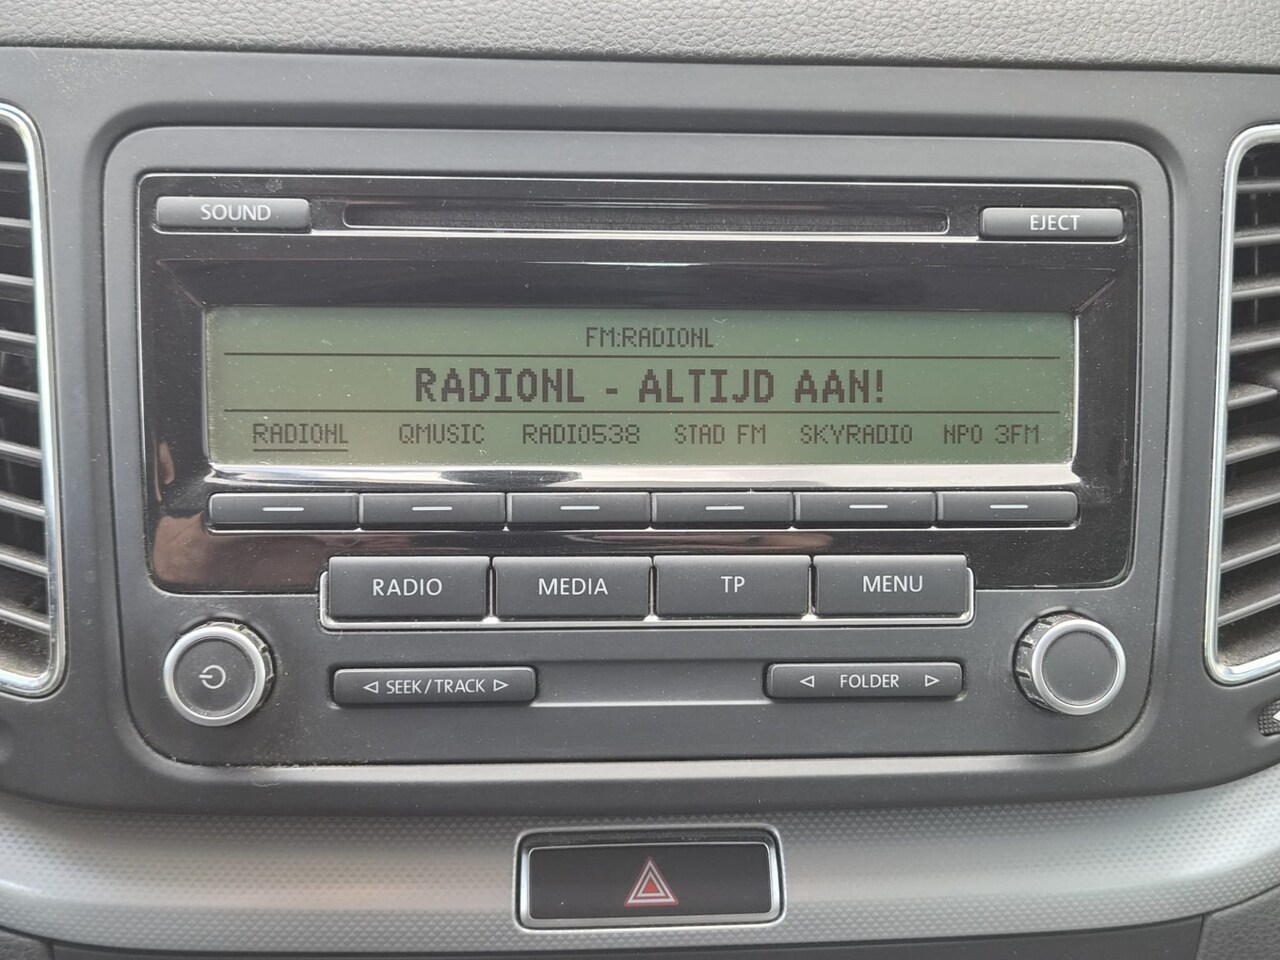 SOUND
EJECT
FM:RADIONL
RADIONL - ALTIJD AAN!
RADIONL QMUSIC RADIO538 STAD FM SKYRADIO NPO 3FM
RADIO MEDIA TP MENU
SEEK/TRACK
FOLDER